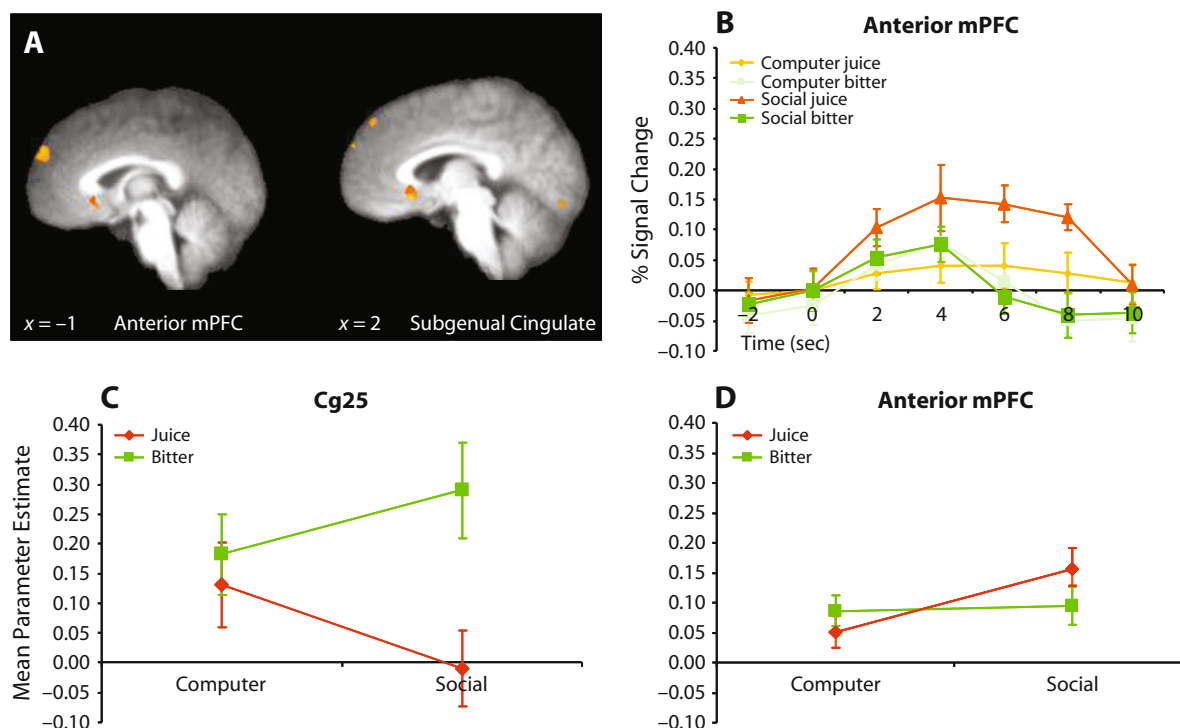 A
x = –1 Anterior mPFC
x = 2 Subgenual Cingulate
B
Anterior mPFC
% Signal Change
0.40
0.35
0.30
0.25
0.20
0.15
0.10
0.05
0.00
–0.05
–0.10
Computer juice
Computer bitter
Social juice
Social bitter
–2 0 2 4 6 8 10
Time (sec)
C
Cg25
Mean Parameter Estimate
0.40
0.35
0.30
0.25
0.20
0.15
0.10
0.05
0.00
–0.05
–0.10
Juice
Bitter
Computer Social
D
Anterior mPFC
0.40
0.35
0.30
0.25
0.20
0.15
0.10
0.05
0.00
–0.05
–0.10
Juice
Bitter
Computer Social